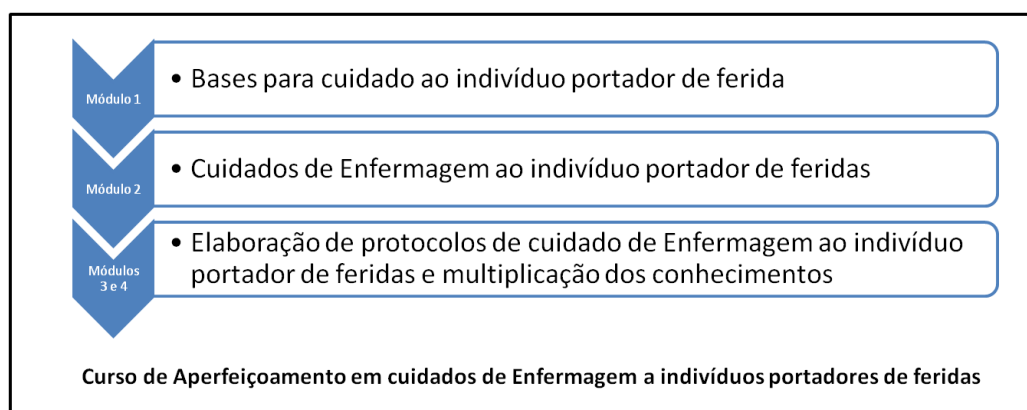 Módulo 1
• Bases para cuidado ao indivíduo portador de ferida
Módulo 2
• Cuidados de Enfermagem ao indivíduo portador de feridas
Módulos
3 e 4
• Elaboração de protocolos de cuidado de Enfermagem ao indivíduo
portador de feridas e multiplicação dos conhecimentos
Curso de Aperfeiçoamento em cuidados de Enfermagem a indivíduos portadores de feridas